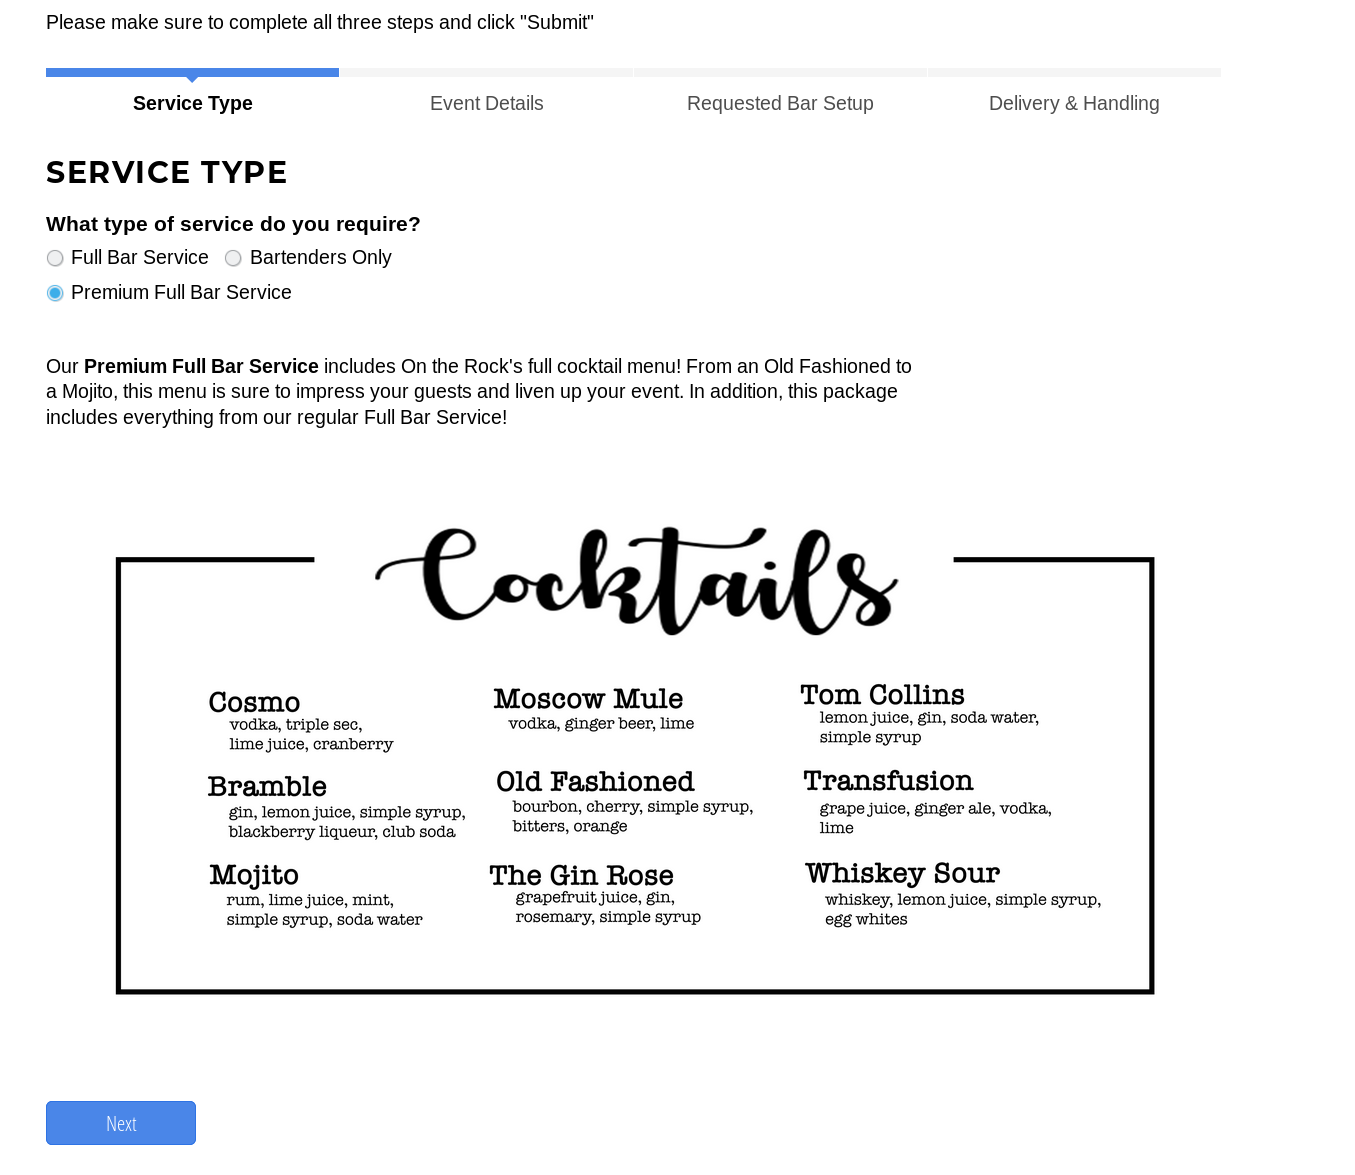 Please make sure to complete all three steps and click "Submit"
Service Type
Event Details
Requested Bar Setup
Delivery & Handling
SERVICE TYPE
What type of service do you require?
Full Bar Service
Bartenders Only
Premium Full Bar Service
Our Premium Full Bar Service includes On the Rock's full cocktail menu! From an Old Fashioned to
a Mojito, this menu is sure to impress your guests and liven up your event. In addition, this package
includes everything from our regular Full Bar Service!
Cocktails
Cosmo
vodka, triple sec,
lime juice, cranberry
Moscow Mule
vodka, ginger beer, lime
Tom Collins
lemon juice, gin, soda water,
simple syrup
Bramble
gin, lemon juice, simple syrup,
blackberry liqueur, club soda
Old Fashioned
bourbon, cherry, simple syrup,
bitters, orange
Transfusion
grape juice, ginger ale, vodka,
lime
Mojito
rum, lime juice, mint,
simple syrup, soda water
The Gin Rose
grapefruit juice, gin,
rosemary, simple syrup
Whiskey Sour
whiskey, lemon juice, simple syrup,
egg whites
Next